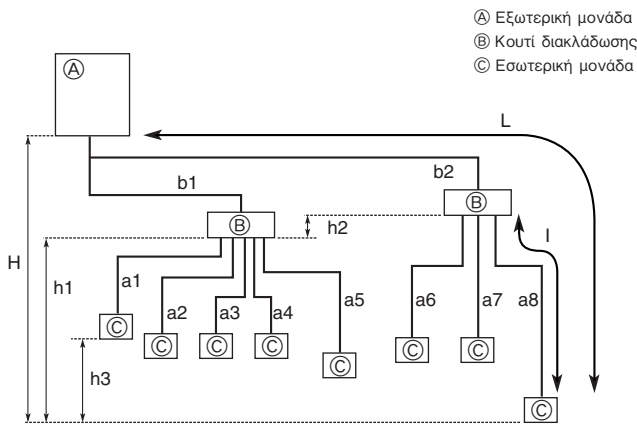 Ⓐ Εξωτερική μονάδα
Ⓑ Κουτί διακλάδωσης
Ⓒ Εσωτερική μονάδα
Ⓐ
L
b1
b2
Ⓑ
Ⓑ
h2
H
h1
l
a1
a2
a3
a4
a5
a6
a7
a8
Ⓒ
Ⓒ
Ⓒ
Ⓒ
Ⓒ
Ⓒ
Ⓒ
h3
Ⓒ